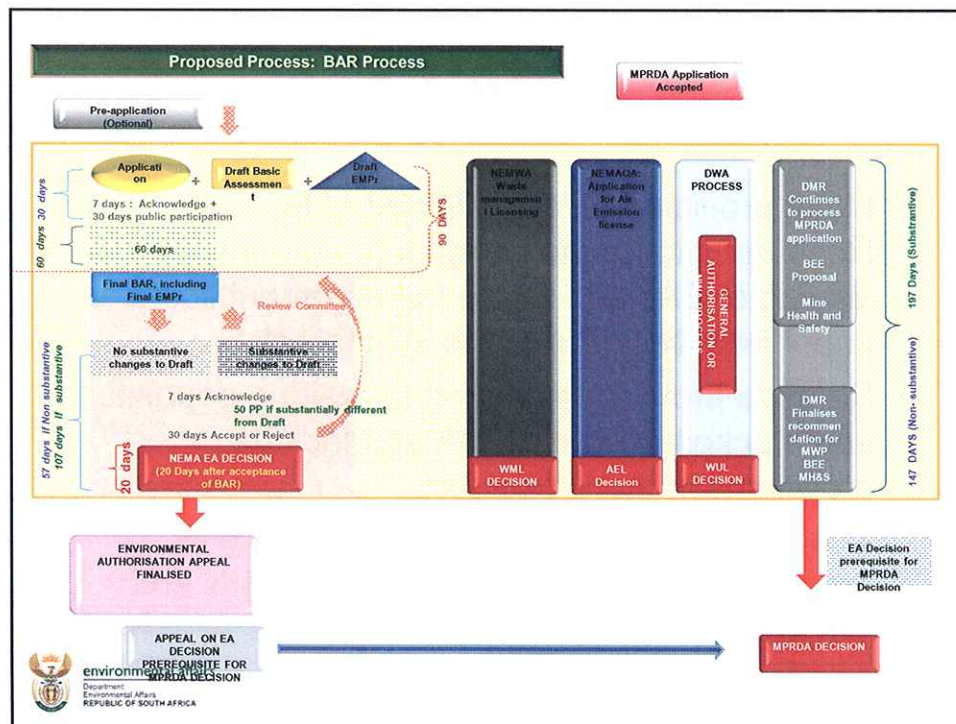 Proposed Process: BAR Process
MPRDA Application
Accepted
Pre-application
(Optional)
Applicati
on
+
Draft Basic
Assessmen
t
+
Draft
EMPr
30 days
7 days : Acknowledge +
30 days public participation
60 days
60 days
90 DAYS
Final BAR, including
Final EMPr
Review Committee
No substantive
changes to Draft
Substantive
changes to Draft
57 days if Non substantive
107 days if substantive
7 days Acknowledge
50 PP if substantially different
from Draft
30 days Accept or Reject
20 days
NEMA EA DECISION
(20 Days after acceptance
of BAR)
NEMWA
Waste
managemen
t Licensing
WML
DECISION
NEMAQA:
Application
for Air
Emission
license
AEL
Decision
DWA
PROCESS
GENERAL
AUTHORISATION OR
WULA PROCESS
WUL
DECISION
DMR
Continues
to process
MPRDA
application
BEE
Proposal
Mine
Health and
Safety
DMR
Finalises
recommen
dation for
MWP
BEE
MH&S
197 Days (Substrantive)
147 DAYS (Non- substantive)
ENVIRONMENTAL
AUTHORISATION APPEAL
FINALISED
EA Decision
prerequisite for
MPRDA
Decision
APPEAL ON EA
DECISION
PREREQUISITE FOR
MPRDA DECISION
MPRDA DECISION
environmental affairs
Department
Environmental Affairs
REPUBLIC OF SOUTH AFRICA